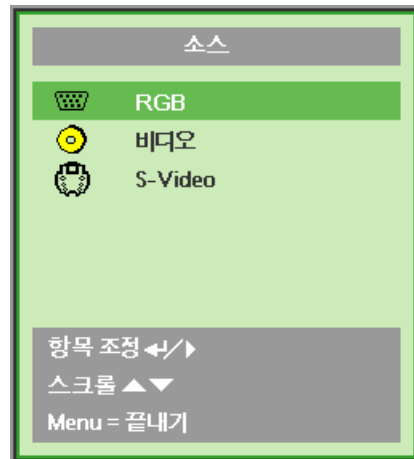 소스
RGB
비디오
S-Video
항목 조정 ↵/▶
스크롤 ▲▼
Menu = 끝내기